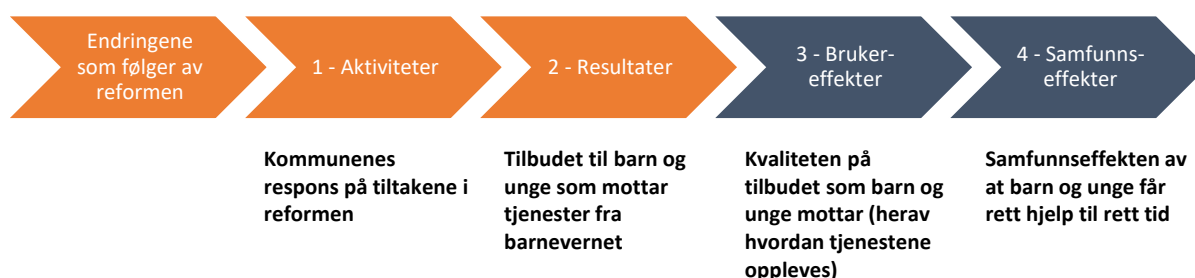 Endringene
som følger av
reformen
1 - Aktiviteter
2 - Resultater
3 - Bruker-
effekter
4 - Samfunns-
effekter
Kommunenes
respons på tiltakene i
reformen
Tilbudet til barn og
unge som mottar
tjenester fra
barnevernet
Kvaliteten på
tilbudet som barn og
unge mottar (herav
hvordan tjenestene
oppleves)
Samfunnseffekten av
at barn og unge får
rett hjelp til rett tid